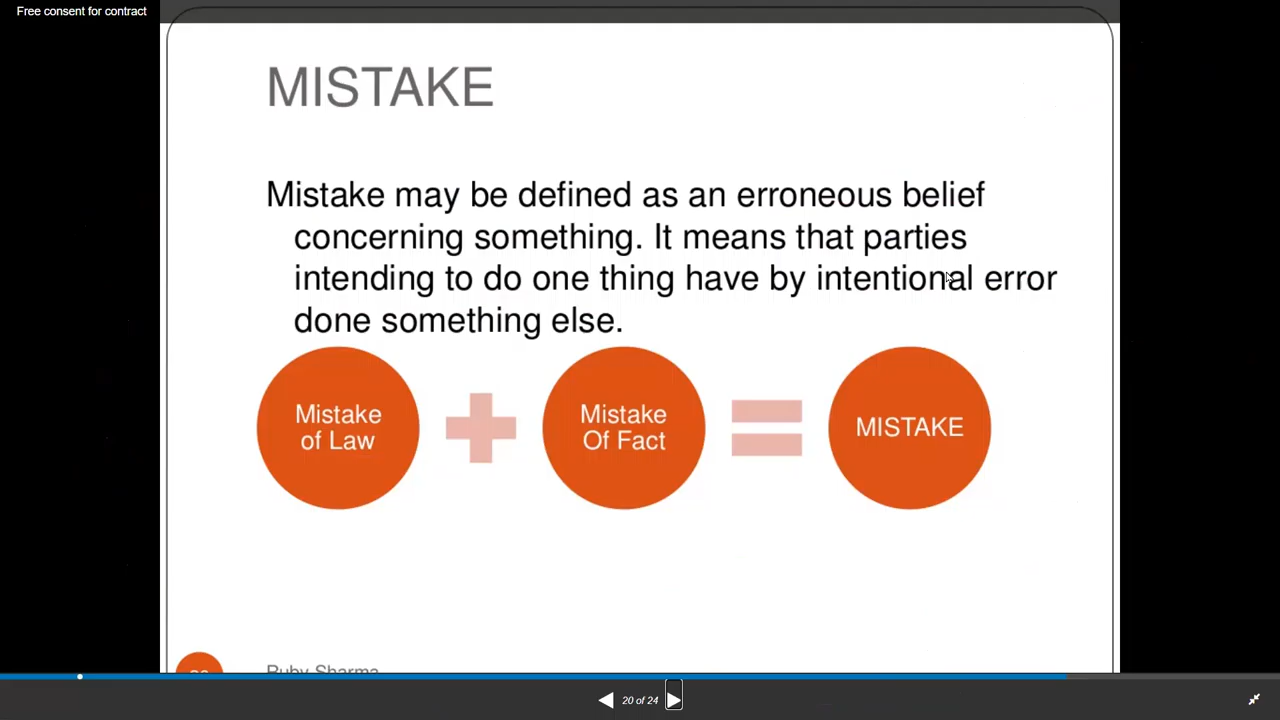 Free consent for contract
MISTAKE
Mistake may be defined as an erroneous belief
concerning something. It means that parties
intending to do one thing have by intentional error
done something else.
Mistake
of Law
Mistake
Of Fact
MISTAKE
Ruby Sharma
20 of 24